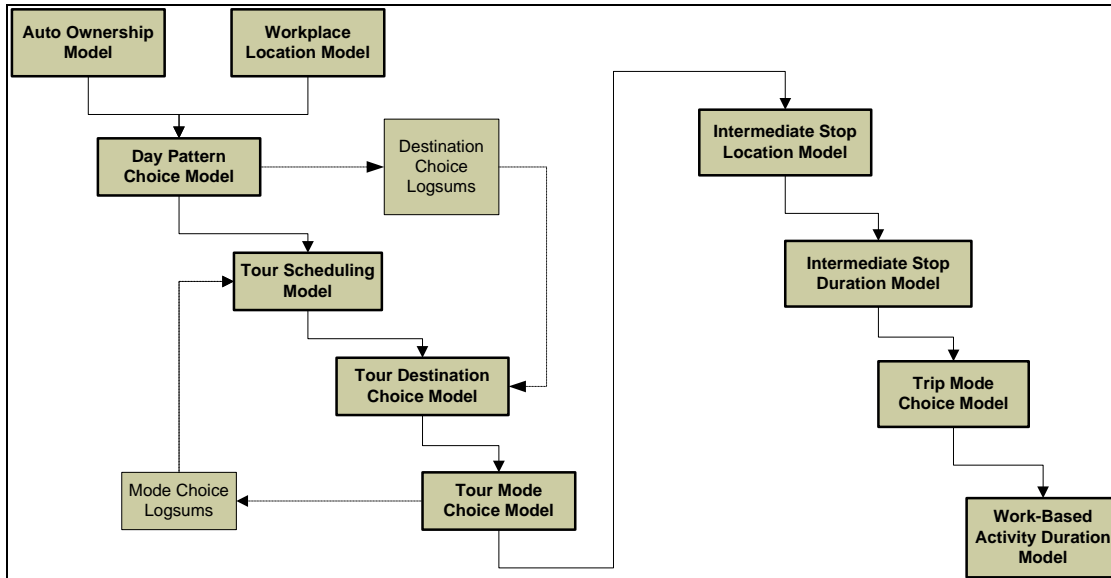 Auto Ownership
Model
Workplace
Location Model
Day Pattern
Choice Model
Destination
Choice
Logsums
Tour Scheduling
Model
Tour Destination
Choice Model
Mode Choice
Logsums
Tour Mode
Choice Model
Intermediate Stop
Location Model
Intermediate Stop
Duration Model
Trip Mode
Choice Model
Work-Based
Activity Duration
Model